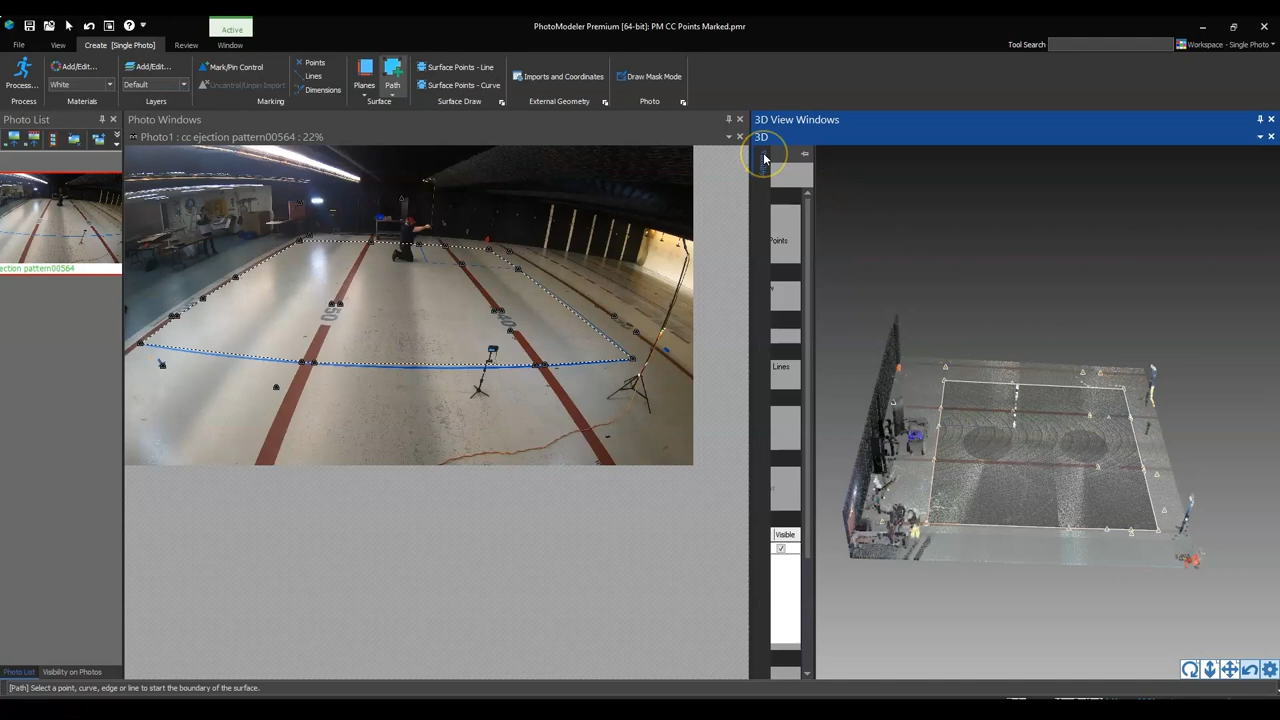 PhotoModeler Premium [64-bit]: PM CC Points Marked.pmr
Active
File
View
Create [Single Photo]
Review
Window
Tool Search
Workspace - Single Photo
Process...
Process
Add/Edit...
White
Materials
Add/Edit...
Default
Layers
Mark/Pin Control
Uncontrol/Unpin Import
Points
Lines
Dimensions
Marking
Planes
Path
Surface
Surface Points - Line
Surface Points - Curve
Surface Draw
Imports and Coordinates
External Geometry
Draw Mask Mode
Photo
Photo List
Photo Windows
3D View Windows
Photo1 : cc ejection pattern00564 : 22%
3D
ection pattern00564
50
Points
Lines
Visible
Photo List
Visibility on Photos
[Path] Select a point, curve, edge or line to start the boundary of the surface.